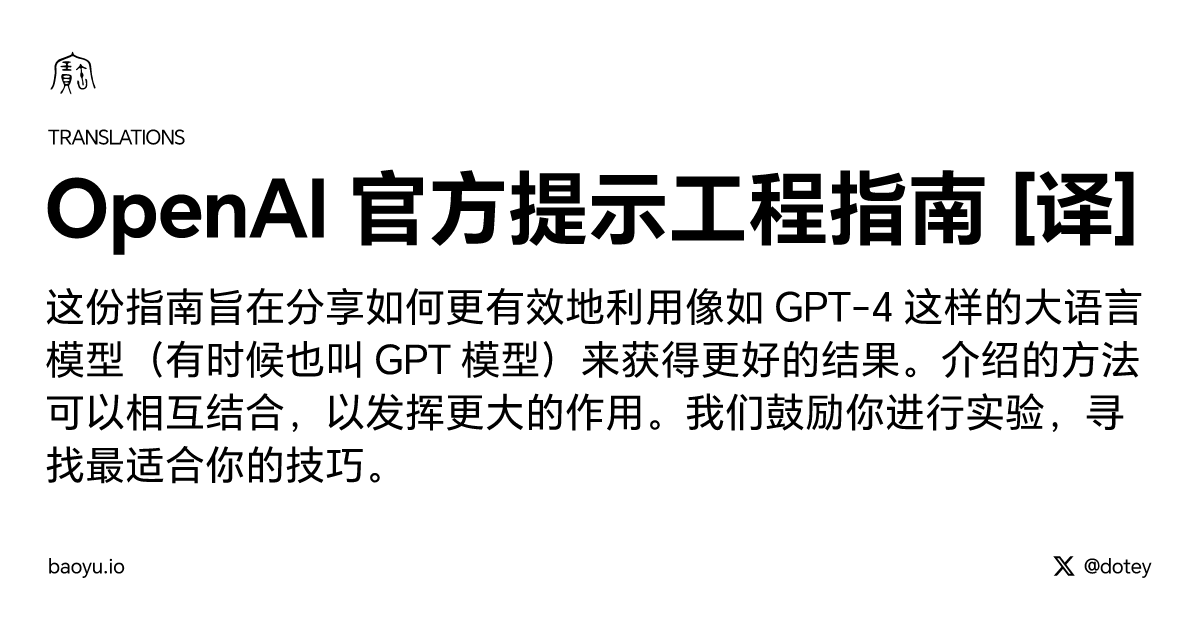 TRANSLATIONS
OpenAI 官方提示工程指南 [译]
这份指南旨在分享如何更有效地利用像如 GPT-4 这样的大语言
模型（有时候也叫 GPT 模型）来获得更好的结果。介绍的方法
可以相互结合，以发挥更大的作用。我们鼓励你进行实验，寻
找最适合你的技巧。
baoyu.io
@dotey